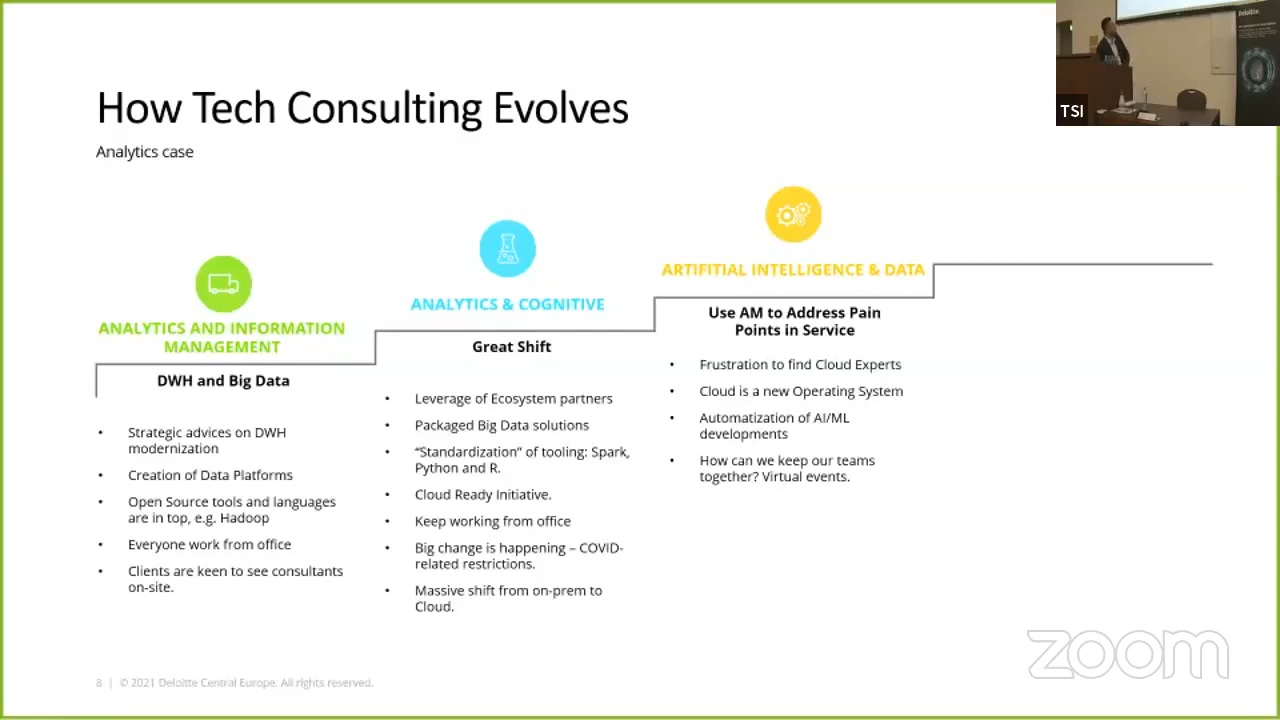 How Tech Consulting Evolves
Analytics case
TSI
Deloitte.
ANALYTICS AND INFORMATION
MANAGEMENT
DWH and Big Data
• Strategic advices on DWH
modernization
• Creation of Data Platforms
• Open Source tools and languages
are in top, e.g. Hadoop
• Everyone work from office
• Clients are keen to see consultants
on-site.
ANALYTICS & COGNITIVE
Great Shift
• Leverage of Ecosystem partners
• Packaged Big Data solutions
• “Standardization” of tooling: Spark,
Python and R.
• Cloud Ready Initiative.
• Keep working from office
• Big change is happening – COVID-
related restrictions.
• Massive shift from on-prem to
Cloud.
ARTIFITIAL INTELLIGENCE & DATA
Use AM to Address Pain
Points in Service
• Frustration to find Cloud Experts
• Cloud is a new Operating System
• Automatization of AI/ML
developments
• How can we keep our teams
together? Virtual events.
8 | © 2021 Deloitte Central Europe. All rights reserved.
zoom